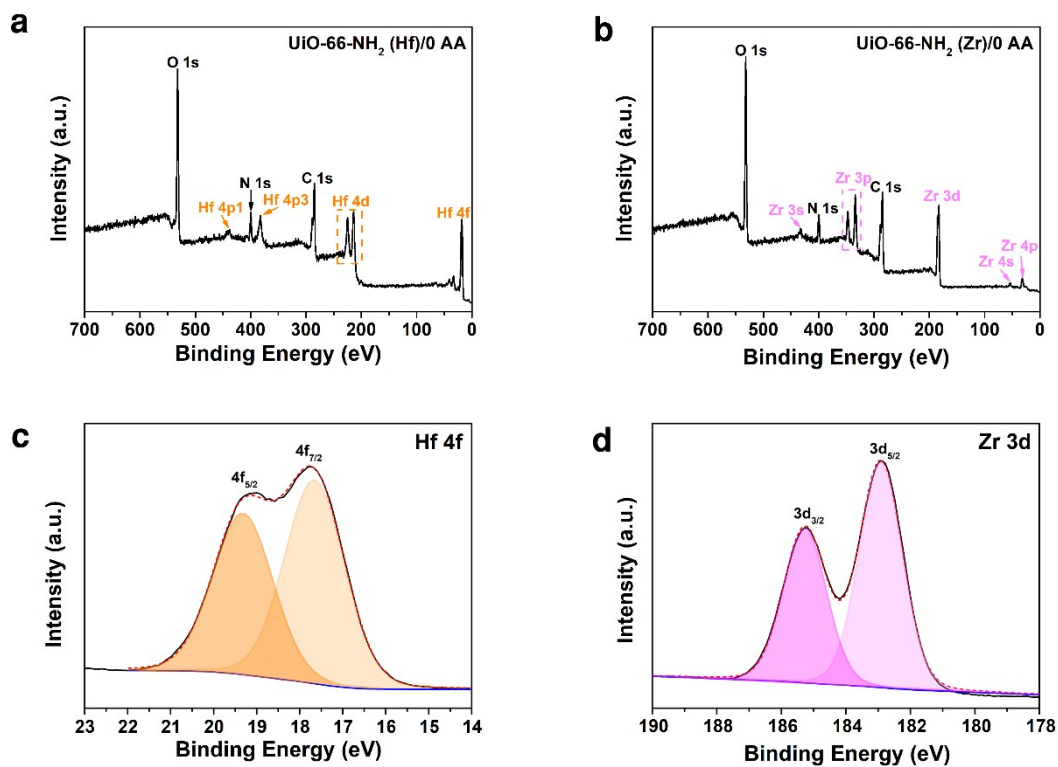 a
UiO-66-NH₂ (Hf)/0 AA
O 1s
N 1s
C 1s
Hf 4p1
Hf 4p3
Hf 4d
Hf 4f
Intensity (a.u.)
700 600 500 400 300 200 100 0
Binding Energy (eV)
b
UiO-66-NH₂ (Zr)/0 AA
O 1s
Zr 3p
C 1s
Zr 3d
Zr 3s
N 1s
Zr 4p
Zr 4s
Intensity (a.u.)
700 600 500 400 300 200 100 0
Binding Energy (eV)
c
Hf 4f
4f₇/₂
4f₅/₂
Intensity (a.u.)
23 22 21 20 19 18 17 16 15 14
Binding Energy (eV)
d
Zr 3d
3d₅/₂
3d₃/₂
Intensity (a.u.)
190 188 186 184 182 180 178
Binding Energy (eV)